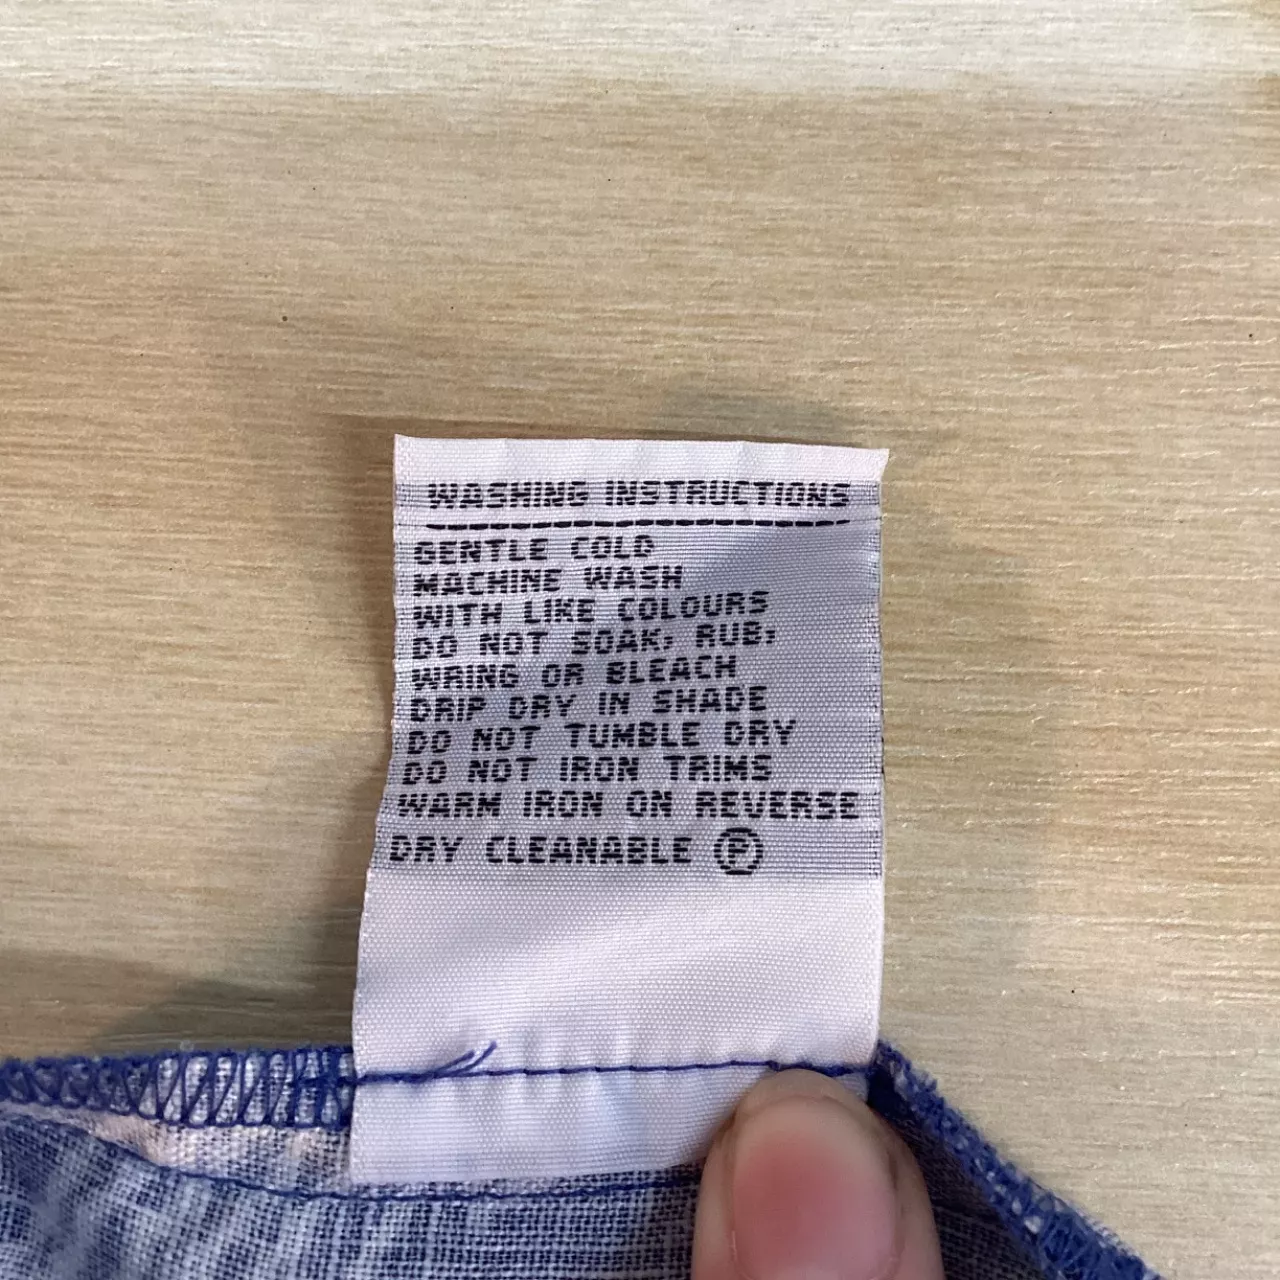 WASHING INSTRUCTIONS
GENTLE COLD
MACHINE WASH
WITH LIKE COLOURS
DO NOT SOAK, RUB,
WRING OR BLEACH
DRIP DRY IN SHADE
DO NOT TUMBLE DRY
DO NOT IRON TRIMS
WARM IRON ON REVERSE
DRY CLEANABLE Ⓟ